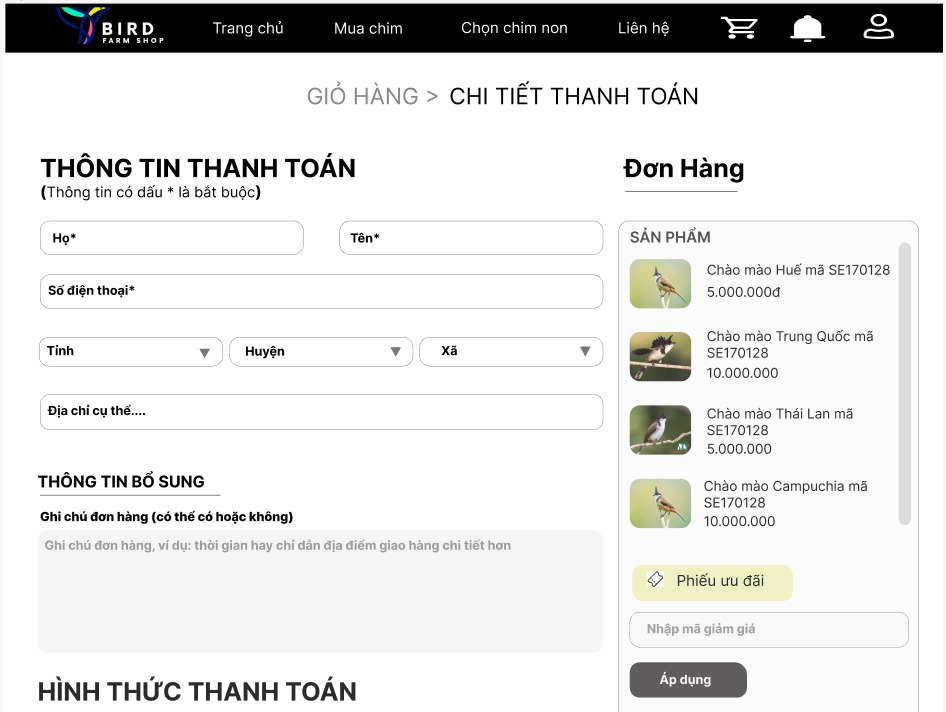 BIRD
FARM SHOP
Trang chủ
Mua chim
Chọn chim non
Liên hệ
GIỎ HÀNG > CHI TIẾT THANH TOÁN
THÔNG TIN THANH TOÁN
(Thông tin có dấu * là bắt buộc)
Họ*
Tên*
Số điện thoại*
Tỉnh
Huyện
Xã
Địa chỉ cụ thể....
THÔNG TIN BỔ SUNG
Ghi chú đơn hàng (có thể có hoặc không)
Ghi chú đơn hàng, ví dụ: thời gian hay chỉ dẫn địa điểm giao hàng chi tiết hơn
HÌNH THỨC THANH TOÁN
Đơn Hàng
SẢN PHẨM
Chào mào Huế mã SE170128
5.000.000đ
Chào mào Trung Quốc mã
SE170128
10.000.000
Chào mào Thái Lan mã
SE170128
5.000.000
Chào mào Campuchia mã
SE170128
10.000.000
Phiếu ưu đãi
Nhập mã giảm giá
Áp dụng